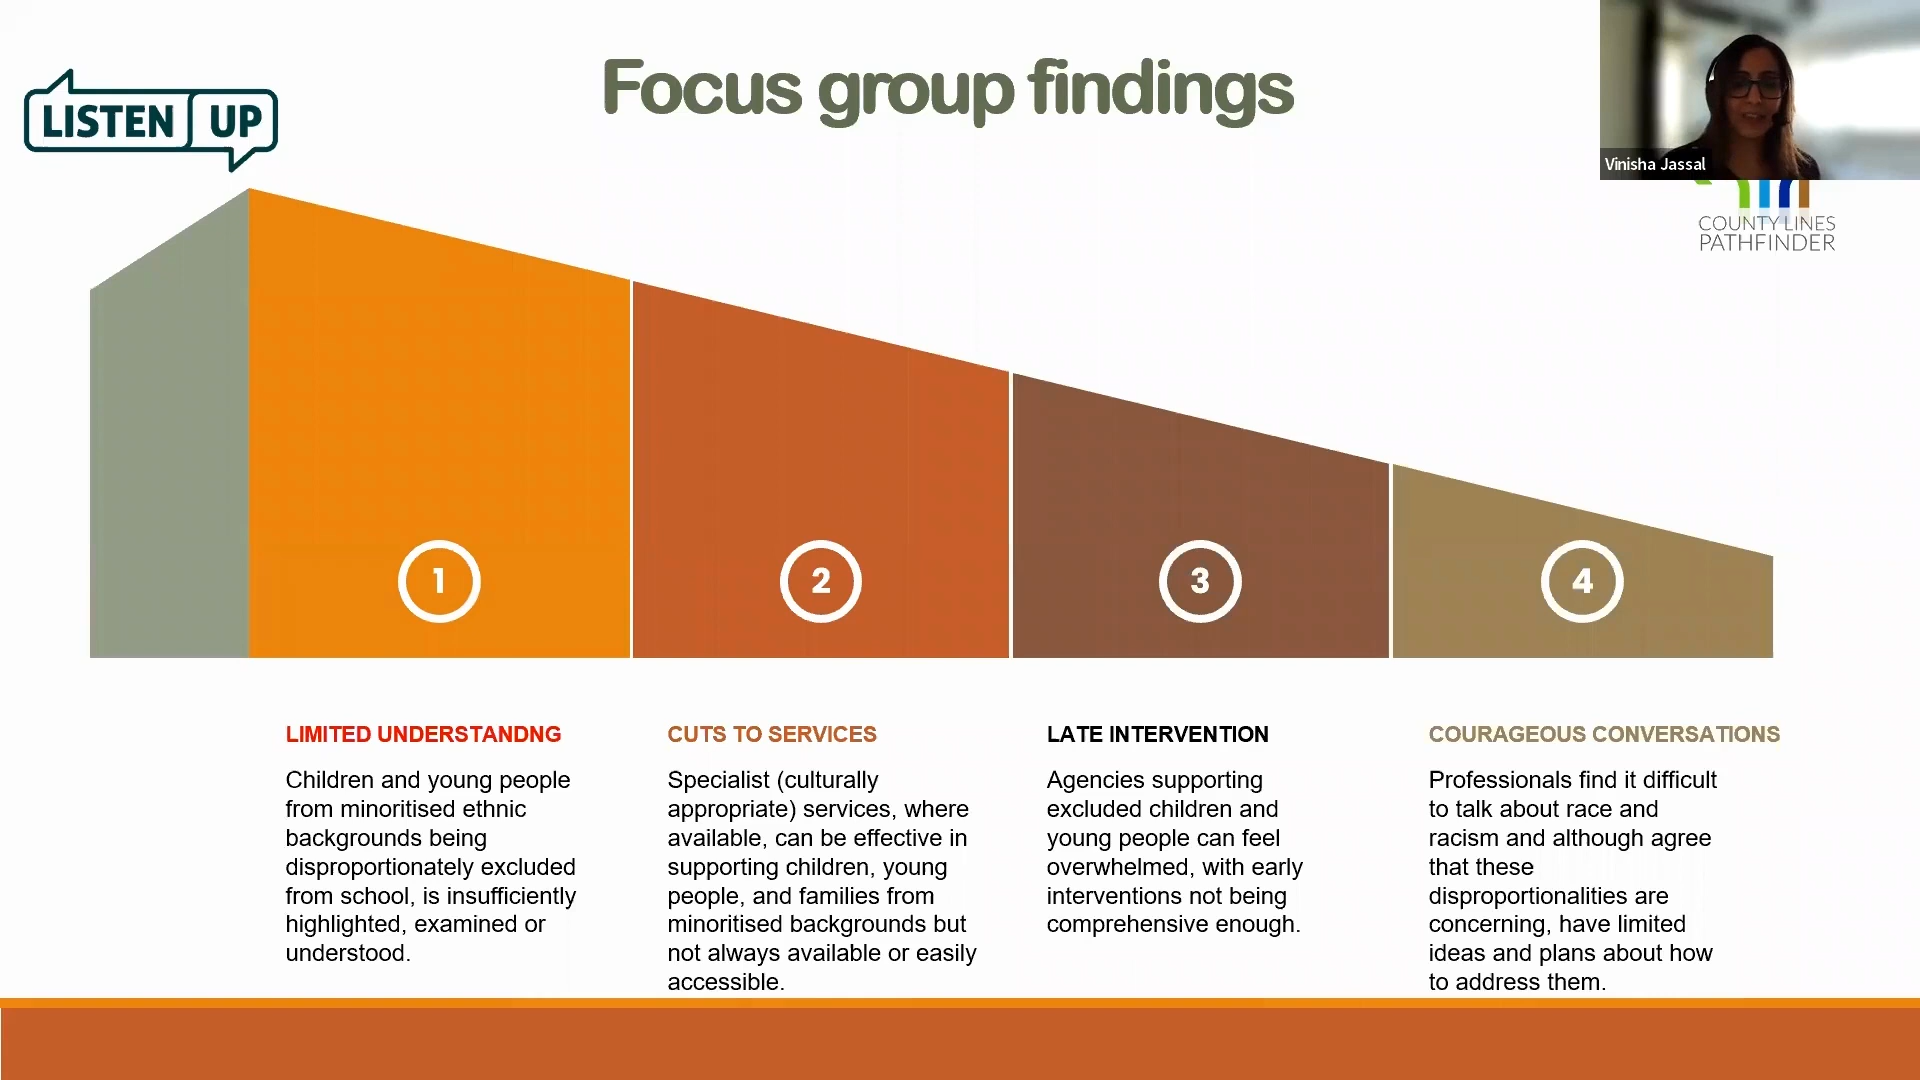 Focus group findings
LISTEN UP
Vinisha Jassal
COUNTY LINES
PATHFINDER
1
2
3
4
LIMITED UNDERSTANDNG
Children and young people
from minoritised ethnic
backgrounds being
disproportionately excluded
from school, is insufficiently
highlighted, examined or
understood.
CUTS TO SERVICES
Specialist (culturally
appropriate) services, where
available, can be effective in
supporting children, young
people, and families from
minoritised backgrounds but
not always available or easily
accessible.
LATE INTERVENTION
Agencies supporting
excluded children and
young people can feel
overwhelmed, with early
interventions not being
comprehensive enough.
COURAGEOUS CONVERSATIONS
Professionals find it difficult
to talk about race and
racism and although agree
that these
disproportionalities are
concerning, have limited
ideas and plans about how
to address them.